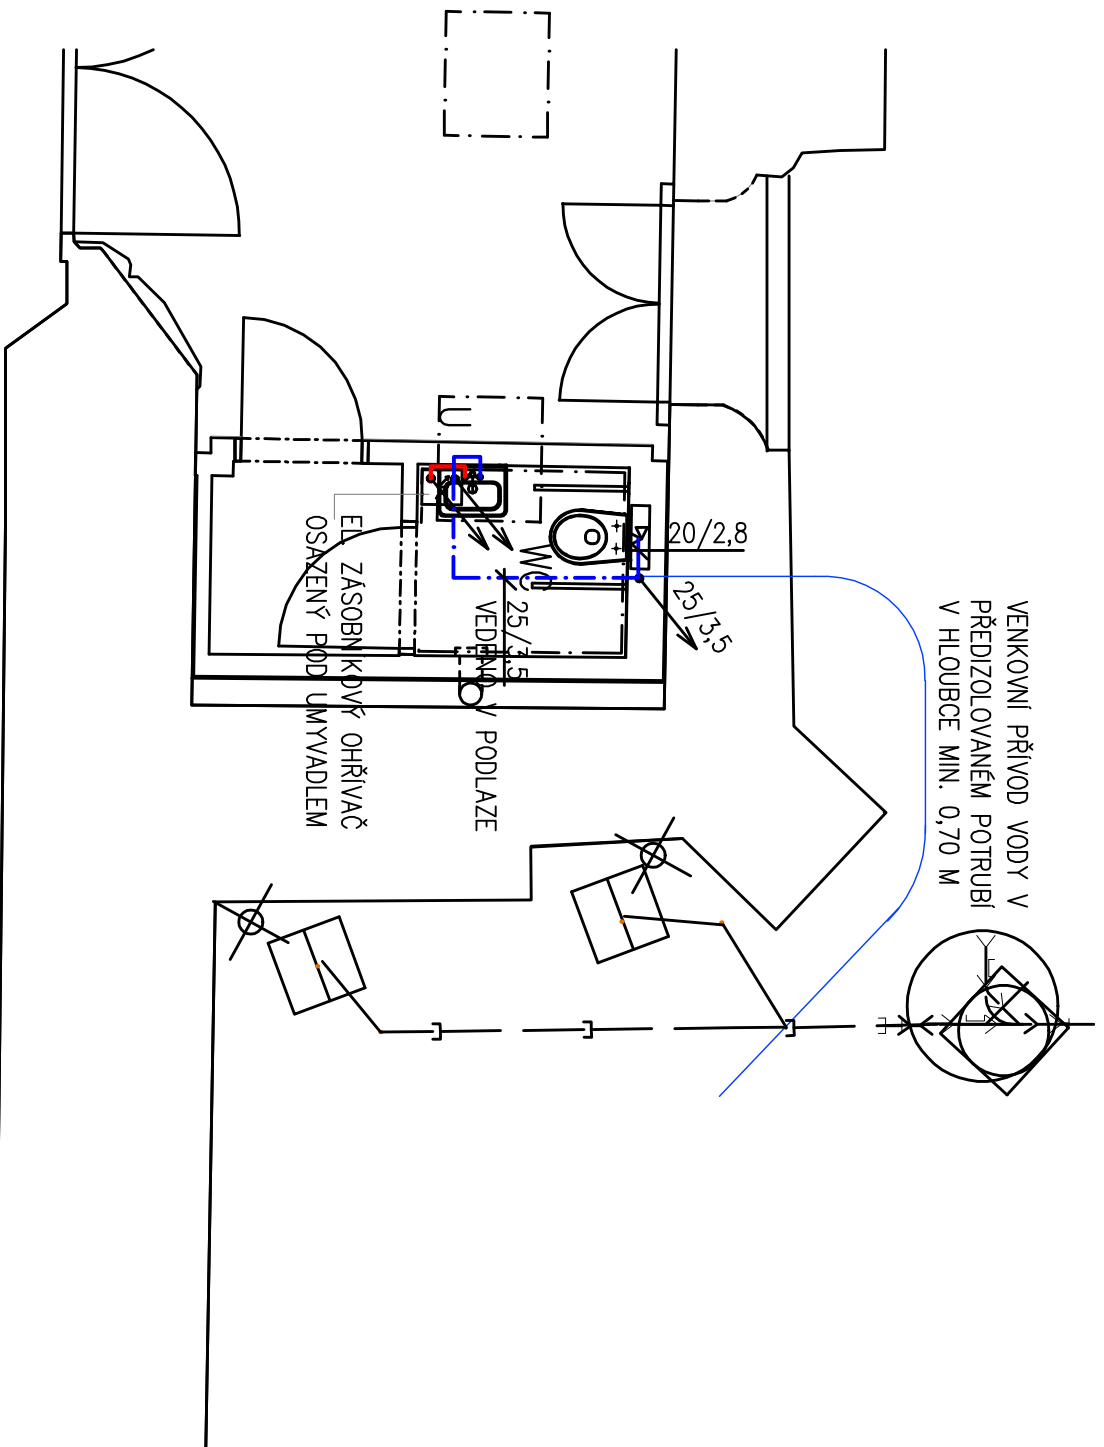 VENKOVNÍ PŘÍVOD VODY V
PŘEDIZOLOVANÉM POTRUBÍ
V HLOUBCE MIN. 0,70 M
20/2,8
25/3,5
25/3,5
VEDENO V PODLAZE
EL. ZÁSOBNÍKOVÝ OHŘÍVAČ
OSAZENÝ POD UMYVADLEM
WC
U